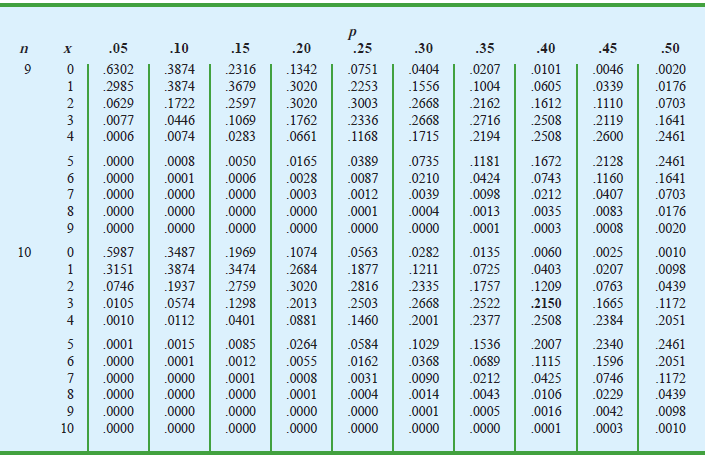 p
n x .05 .10 .15 .20 .25 .30 .35 .40 .45 .50
9 0 .6302 .3874 .2316 .1342 .0751 .0404 .0207 .0101 .0046 .0020
1 .2985 .3874 .3679 .3020 .2253 .1556 .1004 .0605 .0339 .0176
2 .0629 .1722 .2597 .3020 .3003 .2668 .2162 .1612 .1110 .0703
3 .0077 .0446 .1069 .1762 .2336 .2668 .2716 .2508 .2119 .1641
4 .0006 .0074 .0283 .0661 .1168 .1715 .2194 .2508 .2600 .2461
5 .0000 .0008 .0050 .0165 .0389 .0735 .1181 .1672 .2128 .2461
6 .0000 .0001 .0006 .0028 .0087 .0210 .0424 .0743 .1160 .1641
7 .0000 .0000 .0000 .0003 .0012 .0039 .0098 .0212 .0407 .0703
8 .0000 .0000 .0000 .0000 .0001 .0004 .0013 .0035 .0083 .0176
9 .0000 .0000 .0000 .0000 .0000 .0000 .0001 .0003 .0008 .0020
10 0 .5987 .3487 .1969 .1074 .0563 .0282 .0135 .0060 .0025 .0010
1 .3151 .3874 .3474 .2684 .1877 .1211 .0725 .0403 .0207 .0098
2 .0746 .1937 .2759 .3020 .2816 .2335 .1757 .1209 .0763 .0439
3 .0105 .0574 .1298 .2013 .2503 .2668 .2522 .2150 .1665 .1172
4 .0010 .0112 .0401 .0881 .1460 .2001 .2377 .2508 .2384 .2051
5 .0001 .0015 .0085 .0264 .0584 .1029 .1536 .2007 .2340 .2461
6 .0000 .0001 .0012 .0055 .0162 .0368 .0689 .1115 .1596 .2051
7 .0000 .0000 .0001 .0008 .0031 .0090 .0212 .0425 .0746 .1172
8 .0000 .0000 .0000 .0001 .0004 .0014 .0043 .0106 .0229 .0439
9 .0000 .0000 .0000 .0000 .0000 .0001 .0005 .0016 .0042 .0098
10 .0000 .0000 .0000 .0000 .0000 .0000 .0000 .0001 .0003 .0010